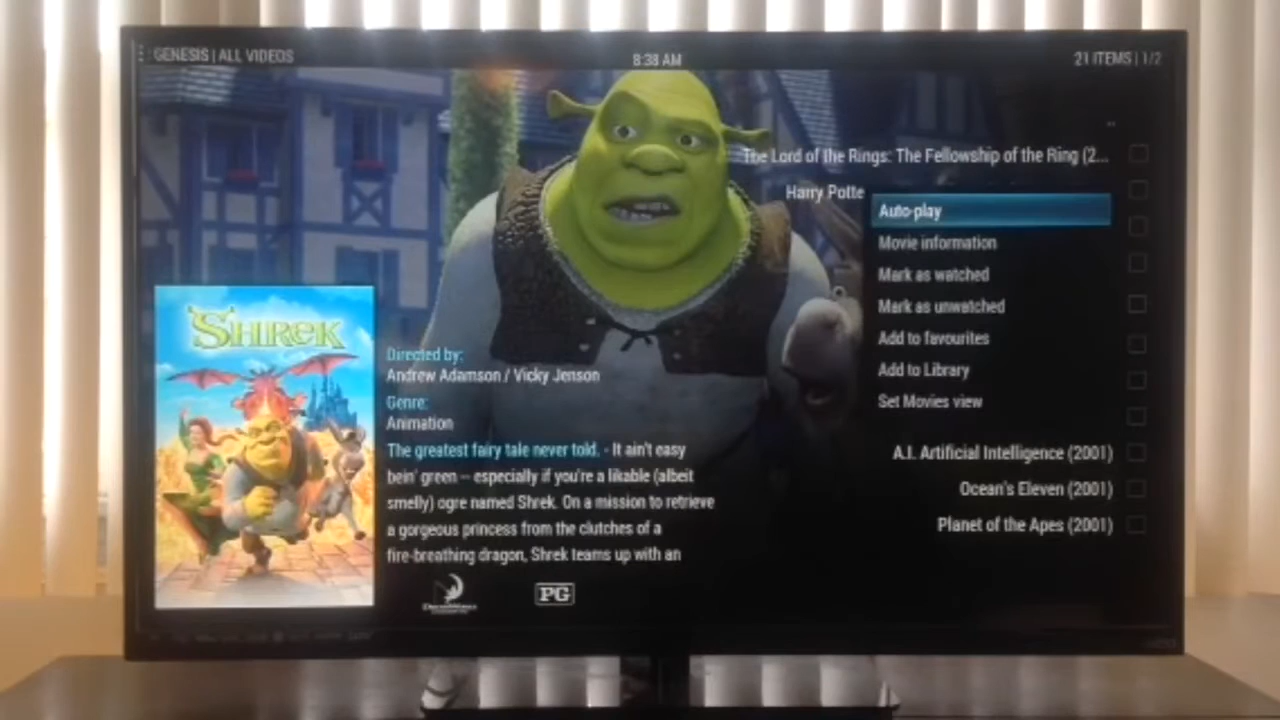 GENESIS | ALL VIDEOS
8:38 AM
21 ITEMS | 1/2
..
The Lord of the Rings: The Fellowship of the Ring (2...
Harry Potte
Auto-play
Movie information
Mark as watched
Mark as unwatched
Add to favourites
Add to Library
Set Movies view
A.I. Artificial Intelligence (2001)
Ocean's Eleven (2001)
Planet of the Apes (2001)
SHREK
Directed by:
Andrew Adamson / Vicky Jenson
Genre:
Animation
The greatest fairy tale never told. - It ain't easy
bein' green -- especially if you're a likable (albeit
smelly) ogre named Shrek. On a mission to retrieve
a gorgeous princess from the clutches of a
fire-breathing dragon, Shrek teams up with an
DREAMWORKS
PG